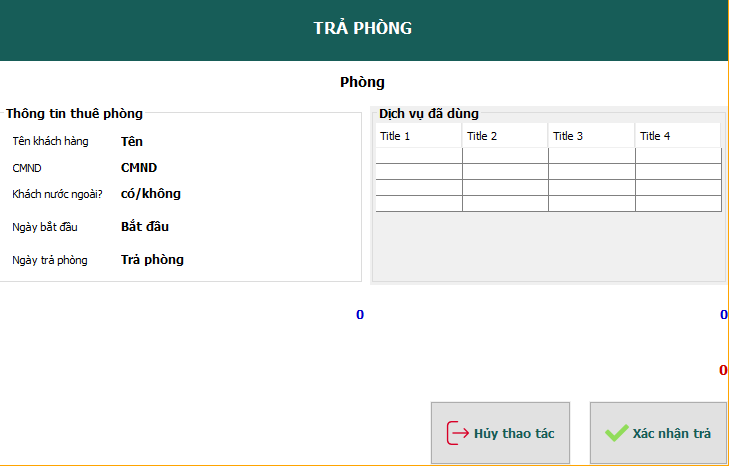 TRẢ PHÒNG
Phòng
Thông tin thuê phòng
Tên khách hàng Tên
CMND CMND
Khách nước ngoài? có/không
Ngày bắt đầu Bắt đầu
Ngày trả phòng Trả phòng
Dịch vụ đã dùng
Title 1 Title 2 Title 3 Title 4
0 0
0
Hủy thao tác Xác nhận trả